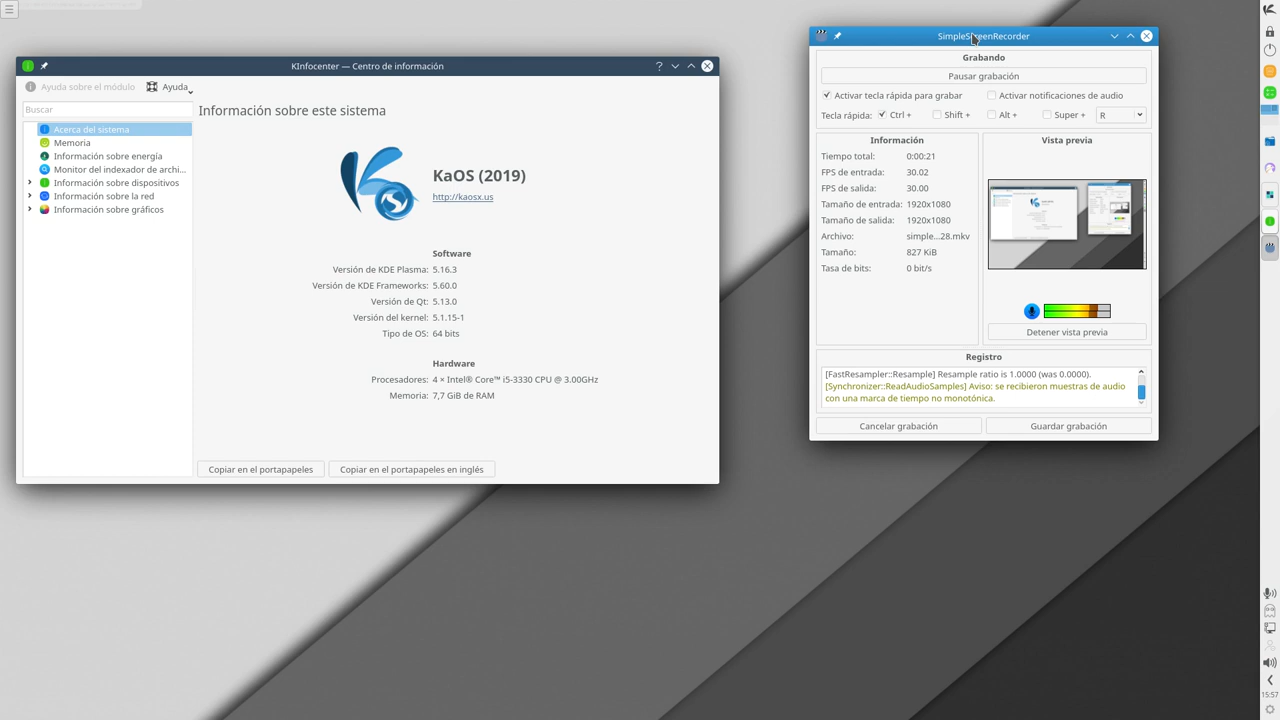 KInfocenter — Centro de información
Ayuda sobre el módulo
Ayuda
Buscar
Acerca del sistema
Memoria
Información sobre energía
Monitor del indexador de archi...
Información sobre dispositivos
Información sobre la red
Información sobre gráficos
Información sobre este sistema
KaOS (2019)
http://kaosx.us
Software
Versión de KDE Plasma: 5.16.3
Versión de KDE Frameworks: 5.60.0
Versión de Qt: 5.13.0
Versión del kernel: 5.1.15-1
Tipo de OS: 64 bits
Hardware
Procesadores: 4 × Intel® Core™ i5-3330 CPU @ 3.00GHz
Memoria: 7,7 GiB de RAM
Copiar en el portapapeles
Copiar en el portapapeles en inglés
SimpleScreenRecorder
Grabando
Pausar grabación
Activar tecla rápida para grabar
Activar notificaciones de audio
Tecla rápida: Ctrl + Shift + Alt + Super + R
Información
Tiempo total: 0:00:21
FPS de entrada: 30.02
FPS de salida: 30.00
Tamaño de entrada: 1920x1080
Tamaño de salida: 1920x1080
Archivo: simple...28.mkv
Tamaño: 827 KiB
Tasa de bits: 0 bit/s
Vista previa
Detener vista previa
Registro
[FastResampler::Resample] Resample ratio is 1.0000 (was 0.0000).
[Synchronizer::ReadAudioSamples] Aviso: se recibieron muestras de audio
con una marca de tiempo no monotónica.
Cancelar grabación
Guardar grabación
15:57